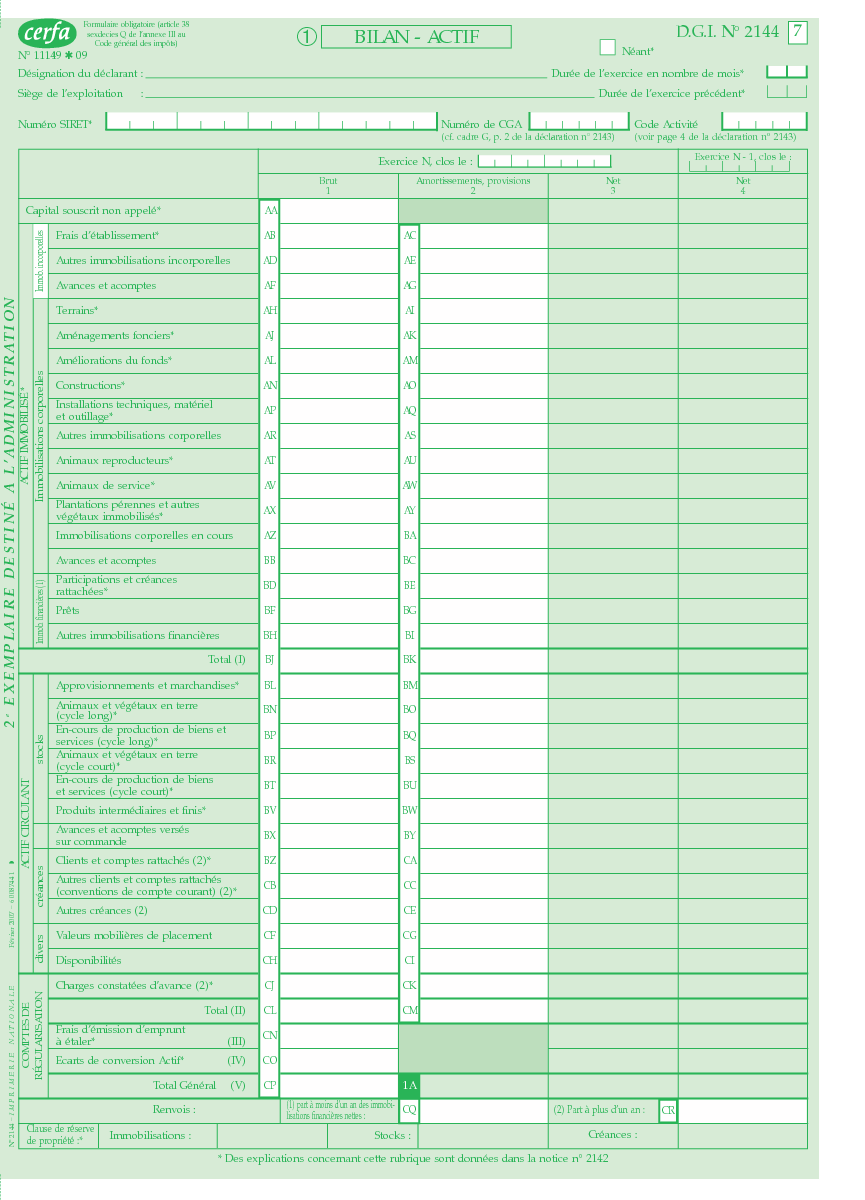 cerfa
Formulaire obligatoire (article 38
sexdecies Q de l'annexe III au
Code général des impôts)
N° 11149 ✱ 09
① BILAN - ACTIF
D.G.I. N° 2144 7
Néant*
Désignation du déclarant :
Durée de l'exercice en nombre de mois*
Siège de l'exploitation :
Durée de l'exercice précédent*
Numéro SIRET*
Numéro de CGA
(cf. cadre G, p. 2 de la déclaration n° 2143)
Code Activité
(voir page 4 de la déclaration n° 2143)
Exercice N, clos le :
Exercice N - 1, clos le :
Brut
1
Amortissements, provisions
2
Net
3
Net
4
Capital souscrit non appelé* AA
ACTIF IMMOBILISÉ*
Immob. incorporelles
Frais d'établissement* AB AC
Autres immobilisations incorporelles AD AE
Avances et acomptes AF AG
Immobilisations corporelles
Terrains* AH AI
Aménagements fonciers* AJ AK
Améliorations du fonds* AL AM
Constructions* AN AO
Installations techniques, matériel
et outillage* AP AQ
Autres immobilisations corporelles AR AS
Animaux reproducteurs* AT AU
Animaux de service* AV AW
Plantations pérennes et autres
végétaux immobilisés* AX AY
Immobilisations corporelles en cours AZ BA
Avances et acomptes BB BC
Immob. financières (1)
Participations et créances
rattachées* BD BE
Prêts BF BG
Autres immobilisations financières BH BI
Total (I) BJ BK
ACTIF CIRCULANT
stocks
Approvisionnements et marchandises* BL BM
Animaux et végétaux en terre
(cycle long)* BN BO
En-cours de production de biens et
services (cycle long)* BP BQ
Animaux et végétaux en terre
(cycle court)* BR BS
En-cours de production de biens
et services (cycle court)* BT BU
Produits intermédiaires et finis* BV BW
Avances et acomptes versés
sur commande BX BY
créances
Clients et comptes rattachés (2)* BZ CA
Autres clients et comptes rattachés
(conventions de compte courant) (2)* CB CC
Autres créances (2) CD CE
divers
Valeurs mobilières de placement CF CG
Disponibilités CH CI
COMPTES DE
RÉGULARISATION
Charges constatées d'avance (2)* CJ CK
Total (II) CL CM
Frais d'émission d'emprunt
à étaler* (III) CN
Ecarts de conversion Actif* (IV) CO
Total Général (V) CP 1A
Renvois :
(1) part à moins d'un an des immobi-
lisations financières nettes : CQ
(2) Part à plus d'un an : CR
Clause de réserve
de propriété :*
Immobilisations :
Stocks :
Créances :
* Des explications concernant cette rubrique sont données dans la notice n° 2142
2e EXEMPLAIRE DESTINÉ A L'ADMINISTRATION
N° 2144 – IMPRIMERIE NATIONALE
Février 2007 –